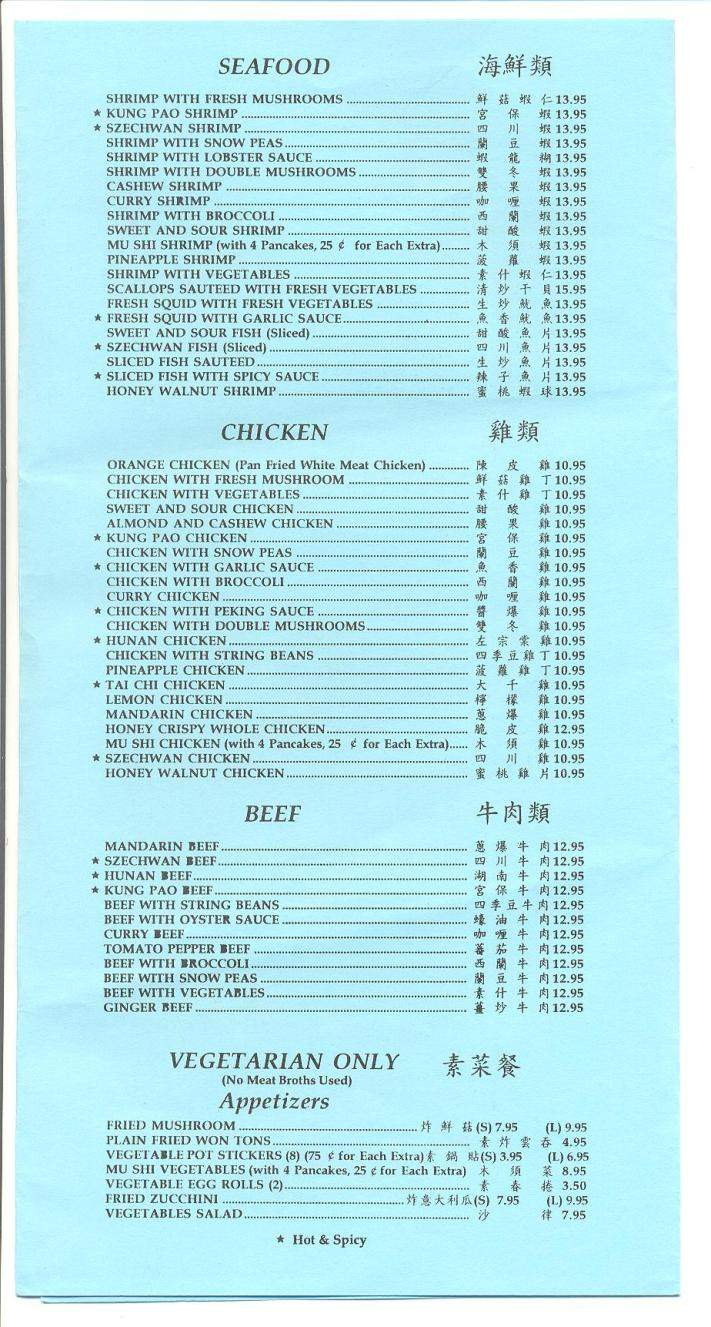 SEAFOOD 海鮮類
SHRIMP WITH FRESH MUSHROOMS 鮮菇蝦仁 13.95
★ KUNG PAO SHRIMP 宮保蝦 13.95
★ SZECHWAN SHRIMP 四川蝦 13.95
SHRIMP WITH SNOW PEAS 蘭豆蝦 13.95
SHRIMP WITH LOBSTER SAUCE 蝦龍糊 13.95
SHRIMP WITH DOUBLE MUSHROOMS 雙冬蝦 13.95
CASHEW SHRIMP 腰果蝦 13.95
CURRY SHRIMP 咖喱蝦 13.95
SHRIMP WITH BROCCOLI 西蘭蝦 13.95
SWEET AND SOUR SHRIMP 甜酸蝦 13.95
MU SHI SHRIMP (with 4 Pancakes, 25 ¢ for Each Extra) 木須蝦 13.95
PINEAPPLE SHRIMP 菠蘿蝦 13.95
SHRIMP WITH VEGETABLES 素什蝦仁 13.95
SCALLOPS SAUTEED WITH FRESH VEGETABLES 清炒干貝 15.95
FRESH SQUID WITH FRESH VEGETABLES 生炒魷魚 13.95
★ FRESH SQUID WITH GARLIC SAUCE 魚香魷魚 13.95
SWEET AND SOUR FISH (Sliced) 甜酸魚片 13.95
★ SZECHWAN FISH (Sliced) 四川魚片 13.95
SLICED FISH SAUTEED 生炒魚片 13.95
★ SLICED FISH WITH SPICY SAUCE 辣子魚片 13.95
HONEY WALNUT SHRIMP 蜜桃蝦球 13.95
CHICKEN 雞類
ORANGE CHICKEN (Pan Fried White Meat Chicken) 陳皮雞 10.95
CHICKEN WITH FRESH MUSHROOM 鮮菇雞丁 10.95
CHICKEN WITH VEGETABLES 素什雞丁 10.95
SWEET AND SOUR CHICKEN 甜酸雞 10.95
ALMOND AND CASHEW CHICKEN 腰果雞 10.95
★ KUNG PAO CHICKEN 宮保雞 10.95
CHICKEN WITH SNOW PEAS 蘭豆雞 10.95
★ CHICKEN WITH GARLIC SAUCE 魚香雞 10.95
CHICKEN WITH BROCCOLI 西蘭雞 10.95
CURRY CHICKEN 咖喱雞 10.95
★ CHICKEN WITH PEKING SAUCE 醬爆雞 10.95
CHICKEN WITH DOUBLE MUSHROOMS 雙冬雞 10.95
★ HUNAN CHICKEN 左宗棠雞 10.95
CHICKEN WITH STRING BEANS 四季豆雞丁 10.95
PINEAPPLE CHICKEN 菠蘿雞丁 10.95
★ TAI CHI CHICKEN 大千雞 10.95
LEMON CHICKEN 檸檬雞 10.95
MANDARIN CHICKEN 蔥爆雞 10.95
HONEY CRISPY WHOLE CHICKEN 脆皮雞 12.95
MU SHI CHICKEN (with 4 Pancakes, 25 ¢ for Each Extra) 木須雞 10.95
★ SZECHWAN CHICKEN 四川雞 10.95
HONEY WALNUT CHICKEN 蜜桃雞片 10.95
BEEF 牛肉類
MANDARIN BEEF 蔥爆牛肉 12.95
★ SZECHWAN BEEF 四川牛肉 12.95
★ HUNAN BEEF 湖南牛肉 12.95
★ KUNG PAO BEEF 宮保牛肉 12.95
BEEF WITH STRING BEANS 四季豆牛肉 12.95
BEEF WITH OYSTER SAUCE 蠔油牛肉 12.95
CURRY BEEF 咖喱牛肉 12.95
TOMATO PEPPER BEEF 蕃茄牛肉 12.95
BEEF WITH BROCCOLI 西蘭牛肉 12.95
BEEF WITH SNOW PEAS 蘭豆牛肉 12.95
BEEF WITH VEGETABLES 素什牛肉 12.95
GINGER BEEF 薑炒牛肉 12.95
VEGETARIAN ONLY 素菜餐
(No Meat Broths Used)
Appetizers
FRIED MUSHROOM 炸鮮菇 (S) 7.95 (L) 9.95
PLAIN FRIED WON TONS 素炸雲吞 4.95
VEGETABLE POT STICKERS (8) (75 ¢ for Each Extra) 素鍋貼 (S) 3.95 (L) 6.95
MU SHI VEGETABLES (with 4 Pancakes, 25 ¢ for Each Extra) 木須菜 8.95
VEGETABLE EGG ROLLS (2) 素春捲 3.50
FRIED ZUCCHINI 炸意大利瓜 (S) 7.95 (L) 9.95
VEGETABLES SALAD 沙律 7.95
★ Hot & Spicy